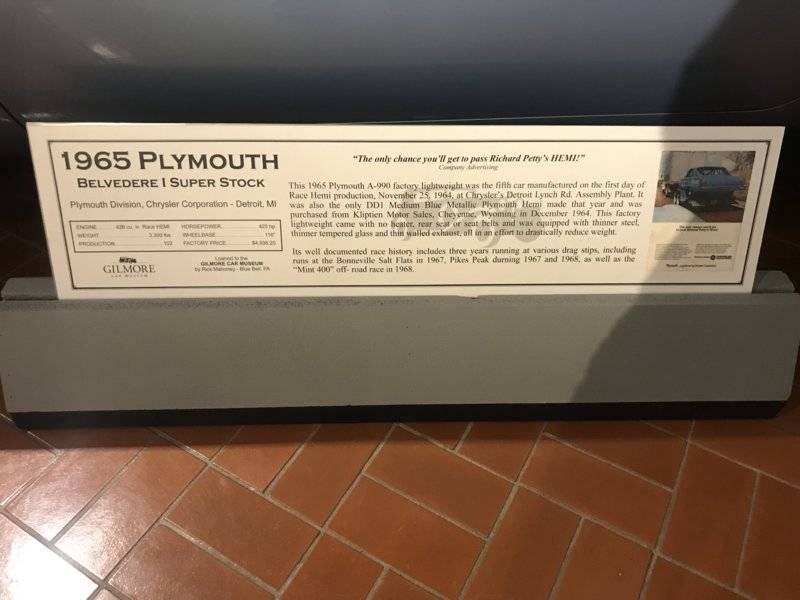 1965 PLYMOUTH
BELVEDERE I SUPER STOCK
Plymouth Division, Chrysler Corporation - Detroit, MI
ENGINE 426 cu. in. Race HEMI HORSEPOWER 425 hp
WEIGHT 3,200 lbs WHEELBASE 116"
PRODUCTION 102 FACTORY PRICE
GILMORE
CAR MUSEUM
Loaned to the
GILMORE CAR MUSEUM
by Rick Mahoney - Blue Bell, PA
"The only chance you'll get to pass Richard Petty's HEMI!"
Company Advertising
This 1965 Plymouth A-990 factory lightweight was the fifth car manufactured on the first day of
Race Hemi production, November 25, 1964, at Chrysler's Detroit Lynch Rd. Assembly Plant. It
was also the only DD1 Medium Blue Metallic Plymouth Hemi made that year and was
purchased from Kliptien Motor Sales, Cheyenne, Wyoming in December 1964. This factory
lightweight came with no heater, rear seat or seat belts and was equipped with thinner steel,
thinner tempered glass and thin walled exhaust, all in an effort to drastically reduce weight.
Its well documented race history includes three years running at various drag stips, including
runs at the Bonneville Salt Flats in 1967, Pikes Peak durning 1967 and 1968, as well as the
"Mint 400" off- road race in 1968.